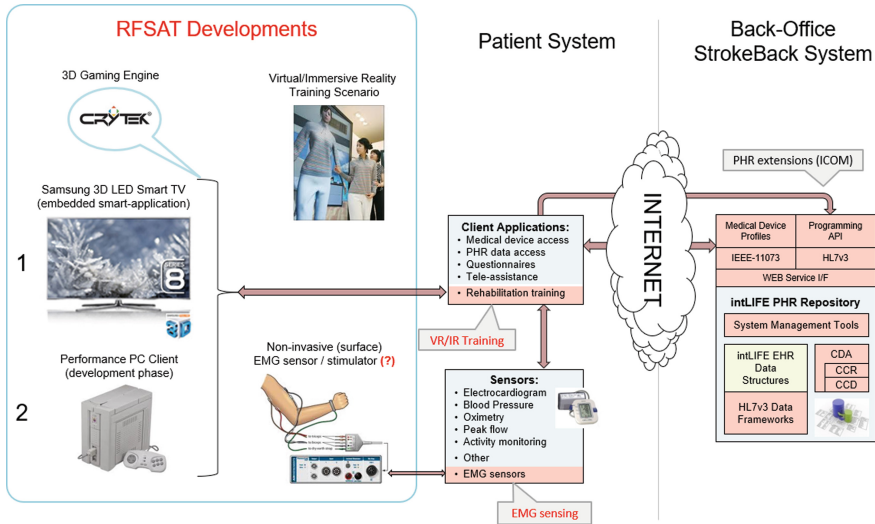 RFSAT Developments
Patient System
Back-Office
StrokeBack System
3D Gaming Engine
CRYTEK®
Virtual/Immersive Reality
Training Scenario
Samsung 3D LED Smart TV
(embedded smart-application)
SERIES
8
3D
1
Performance PC Client
(development phase)
2
Non-invasive (surface)
EMG sensor / stimulator (?)
Client Applications:
• Medical device access
• PHR data access
• Questionnaires
• Tele-assistance
• Rehabilitation training
VR/IR Training
Sensors:
• Electrocardiogram
• Blood Pressure
• Oximetry
• Peak flow
• Activity monitoring
• Other
• EMG sensors
EMG sensing
INTERNET
PHR extensions (ICOM)
Medical Device
Profiles
Programming
API
IEEE-11073
HL7v3
WEB Service I/F
intLIFE PHR Repository
System Management Tools
intLIFE EHR
Data
Structures
CDA
CCR
CCD
HL7v3 Data
Frameworks